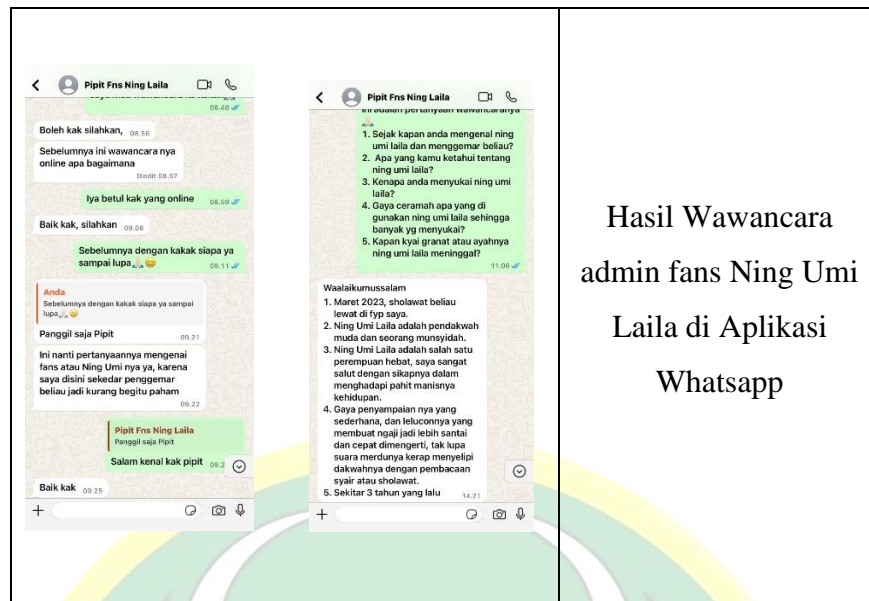 Pipit Fns Ning Laila
08.48
Boleh kak silahkan, 08.56
Sebelumnya ini wawancara nya
online apa bagaimana
Diedit 08.57
Iya betul kak yang online 08.59
Baik kak, silahkan 09.08
Sebelumnya dengan kakak siapa ya
sampai lupa🙏🏻😄
09.11
Anda
Sebelumnya dengan kakak siapa ya sampai
lupa🙏🏻😄
Panggil saja Pipit
09.21
Ini nanti pertanyaannya mengenai
fans atau Ning Umi nya ya, karena
saya disini sekedar penggemar
beliau jadi kurang begitu paham
09.22
Pipit Fns Ning Laila
Panggil saja Pipit
Salam kenal kak pipit
Baik kak 09.25
Pipit Fns Ning Laila
Ini adalah pertanyaan wawancaranya
🙏🏻
1. Sejak kapan anda mengenal ning
umi laila dan menggemar beliau?
2. Apa yang kamu ketahui tentang
ning umi laila?
3. Kenapa anda menyukai ning umi
laila?
4. Gaya ceramah apa yang di
gunakan ning umi laila sehingga
banyak yg menyukai?
5. Kapan kyai granat atau ayahnya
ning umi laila meninggal?
11.06
Waalaikumussalam
1. Maret 2023, sholawat beliau
lewat di fyp saya.
2. Ning Umi Laila adalah pendakwah
muda dan seorang munsyidah.
3. Ning Umi Laila adalah salah satu
perempuan hebat, saya sangat
salut dengan sikapnya dalam
menghadapi pahit manisnya
kehidupan.
4. Gaya penyampaian nya yang
sederhana, dan leluconnya yang
membuat ngaji jadi lebih santai
dan cepat dimengerti, tak lupa
suara merdunya kerap menyelipi
dakwahnya dengan pembacaan
syair atau sholawat.
5. Sekitar 3 tahun yang lalu
14.21
Hasil Wawancara
admin fans Ning Umi
Laila di Aplikasi
Whatsapp